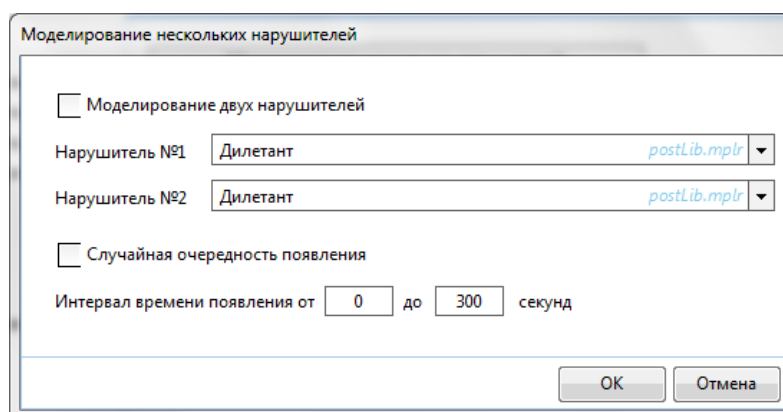 Моделирование нескольких нарушителей
Моделирование двух нарушителей
Нарушитель №1 Дилетант postLib.mplr
Нарушитель №2 Дилетант postLib.mplr
Случайная очередность появления
Интервал времени появления от 0 до 300 секунд
ОК Отмена